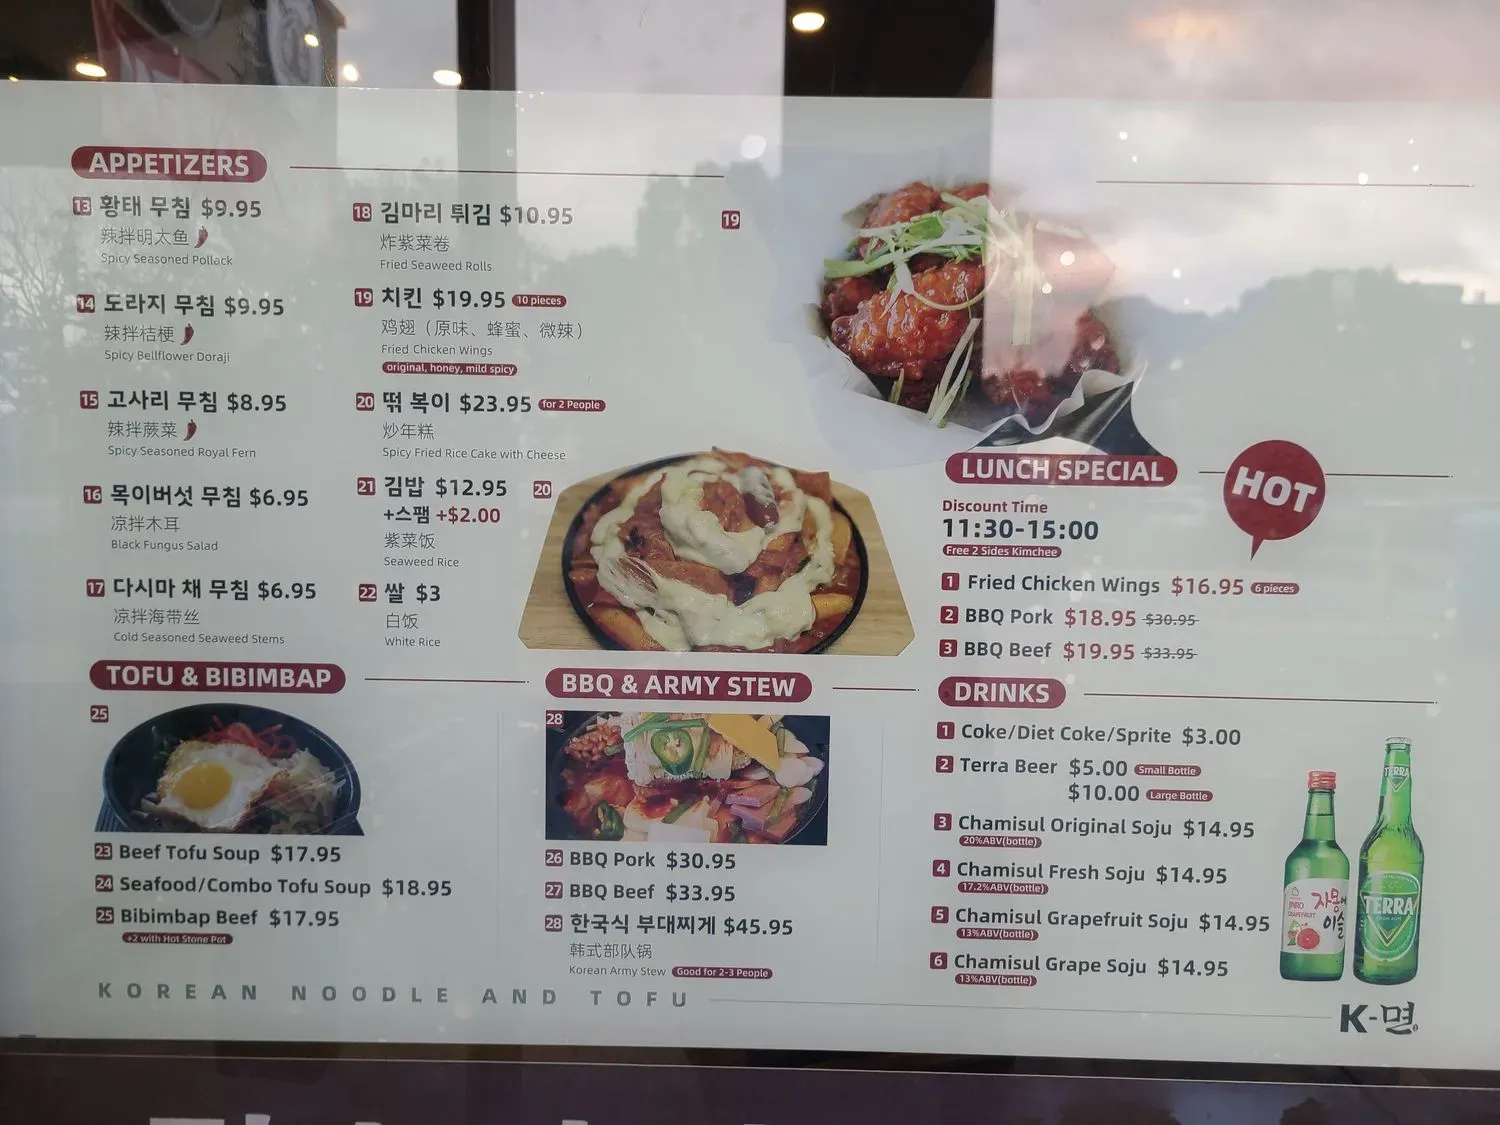 APPETIZERS
13 황태 무침 $9.95
辣拌明太鱼
Spicy Seasoned Pollack
14 도라지 무침 $9.95
辣拌桔梗
Spicy Bellflower Doraji
15 고사리 무침 $8.95
辣拌蕨菜
Spicy Seasoned Royal Fern
16 목이버섯 무침 $6.95
凉拌木耳
Black Fungus Salad
17 다시마 채 무침 $6.95
凉拌海带丝
Cold Seasoned Seaweed Stems
18 김마리 튀김 $10.95
炸紫菜卷
Fried Seaweed Rolls
19 치킨 $19.95 10 pieces
鸡翅（原味、蜂蜜、微辣）
Fried Chicken Wings
original, honey, mild spicy
20 떢 복이 $23.95 for 2 People
炒年糕
Spicy Fried Rice Cake with Cheese
21 김밥 $12.95
+스팸 +$2.00
紫菜饭
Seaweed Rice
22 쌀 $3
白饭
White Rice
19
20
LUNCH SPECIAL
HOT
Discount Time
11:30-15:00
Free 2 Sides Kimchee
1 Fried Chicken Wings $16.95 6 pieces
2 BBQ Pork $18.95 $30.95
3 BBQ Beef $19.95 $33.95
TOFU & BIBIMBAP
25
23 Beef Tofu Soup $17.95
24 Seafood/Combo Tofu Soup $18.95
25 Bibimbap Beef $17.95
+2 with Hot Stone Pot
BBQ & ARMY STEW
28
26 BBQ Pork $30.95
27 BBQ Beef $33.95
28 한국식 부대찌게 $45.95
韩式部队锅
Korean Army Stew Good for 2-3 People
DRINKS
1 Coke/Diet Coke/Sprite $3.00
2 Terra Beer $5.00 Small Bottle
$10.00 Large Bottle
3 Chamisul Original Soju $14.95
20%ABV(bottle)
4 Chamisul Fresh Soju $14.95
17.2%ABV(bottle)
5 Chamisul Grapefruit Soju $14.95
13%ABV(bottle)
6 Chamisul Grape Soju $14.95
13%ABV(bottle)
JINRO
GRAPEFRUIT
자몽에
이슬
TERRA
TERRA
KOREAN NOODLE AND TOFU
K-면